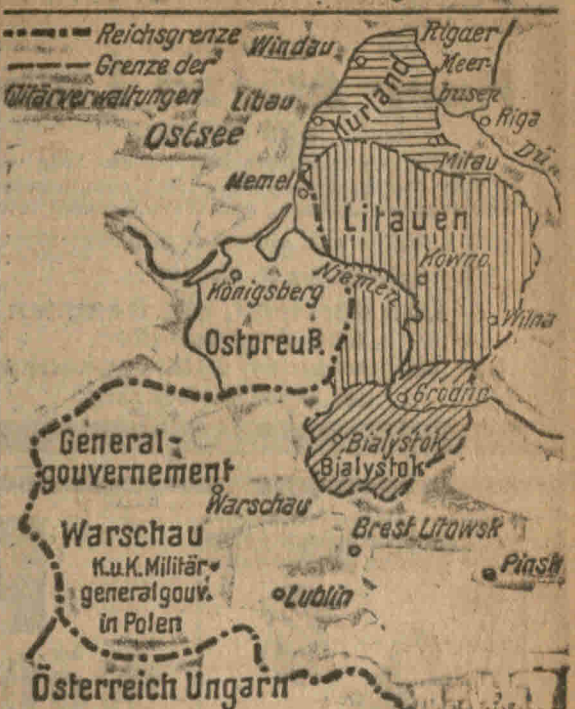 Reichsgrenze
Grenze der
Militärverwaltungen
Windau
Rigaer
Meer-
busen
Libau
Kurland
Riga
Ostsee
Mitau
Memel
Litauen
Kowno
Njemen
Königsberg
Wilna
Ostpreuß.
Grodno
General-
gouvernement
Bialystok
Bialystok
Warschau
Warschau
Brest Litowsk
K.u.K. Militär-
generalgouv.
in Polen
Pinsk
Lublin
Österreich Ungarn